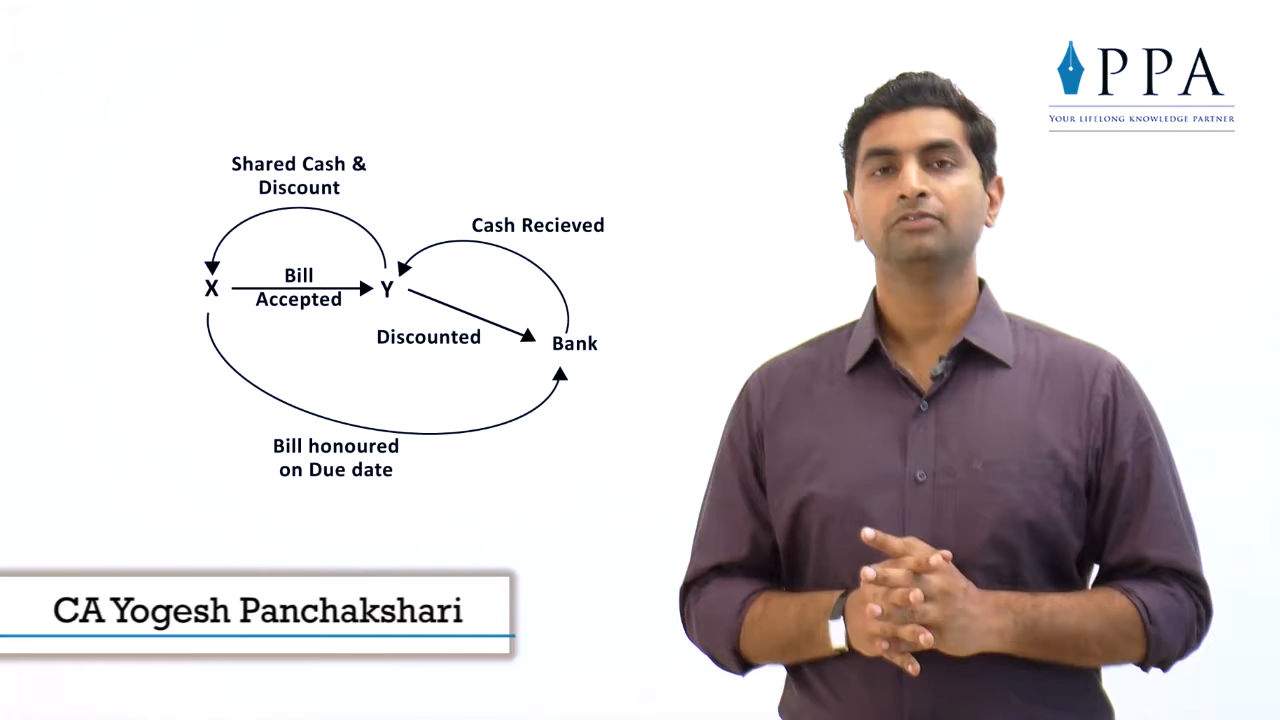 PPA
YOUR LIFELONG KNOWLEDGE PARTNER
Shared Cash &
Discount
Cash Recieved
X
Bill
Accepted
Y
Discounted
Bank
Bill honoured
on Due date
CA Yogesh Panchakshari